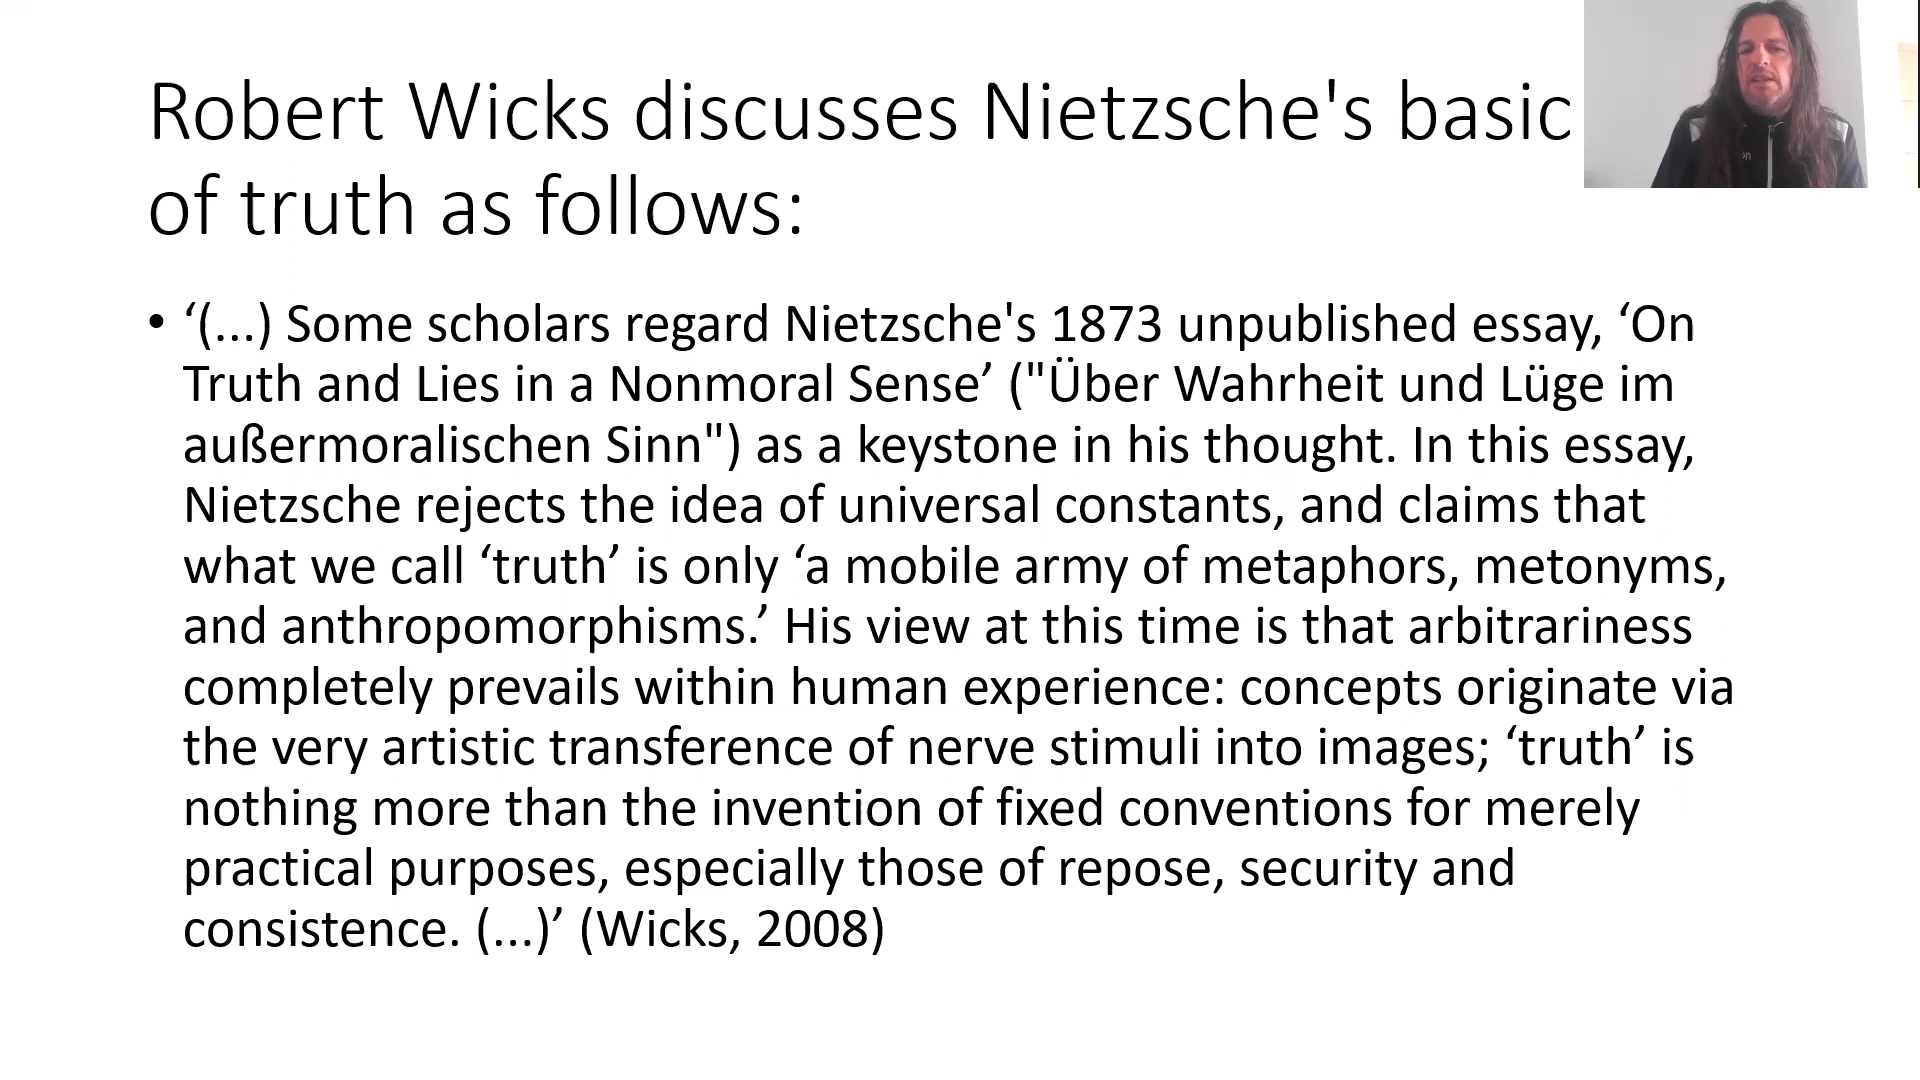 Robert Wicks discusses Nietzsche's basic
of truth as follows:
• ‘(...) Some scholars regard Nietzsche's 1873 unpublished essay, ‘On
Truth and Lies in a Nonmoral Sense’ ("Über Wahrheit und Lüge im
außermoralischen Sinn") as a keystone in his thought. In this essay,
Nietzsche rejects the idea of universal constants, and claims that
what we call ‘truth’ is only ‘a mobile army of metaphors, metonyms,
and anthropomorphisms.’ His view at this time is that arbitrariness
completely prevails within human experience: concepts originate via
the very artistic transference of nerve stimuli into images; ‘truth’ is
nothing more than the invention of fixed conventions for merely
practical purposes, especially those of repose, security and
consistence. (...)’ (Wicks, 2008)